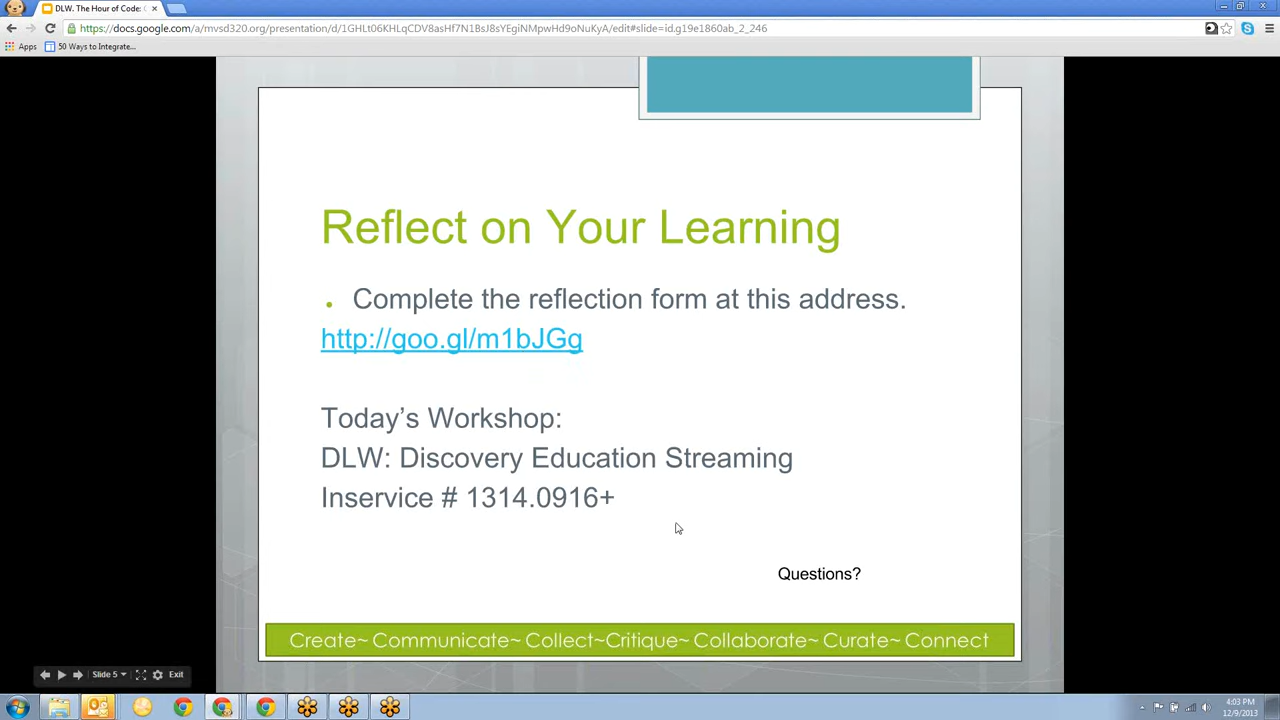 DLW. The Hour of Code:
https://docs.google.com/a/mvsd320.org/presentation/d/1GHLt06KHLqCDV8asHf7N1BsJ8sYEgiNMpwHd9oNuKyA/edit#slide=id.g19e1860ab_2_246
Apps 50 Ways to Integrate...
Reflect on Your Learning
• Complete the reflection form at this address.
http://goo.gl/m1bJGg
Today’s Workshop:
DLW: Discovery Education Streaming
Inservice # 1314.0916+
Questions?
Create~ Communicate~ Collect~Critique~ Collaborate~ Curate~ Connect
Slide 5 Exit
4:03 PM
12/9/2013